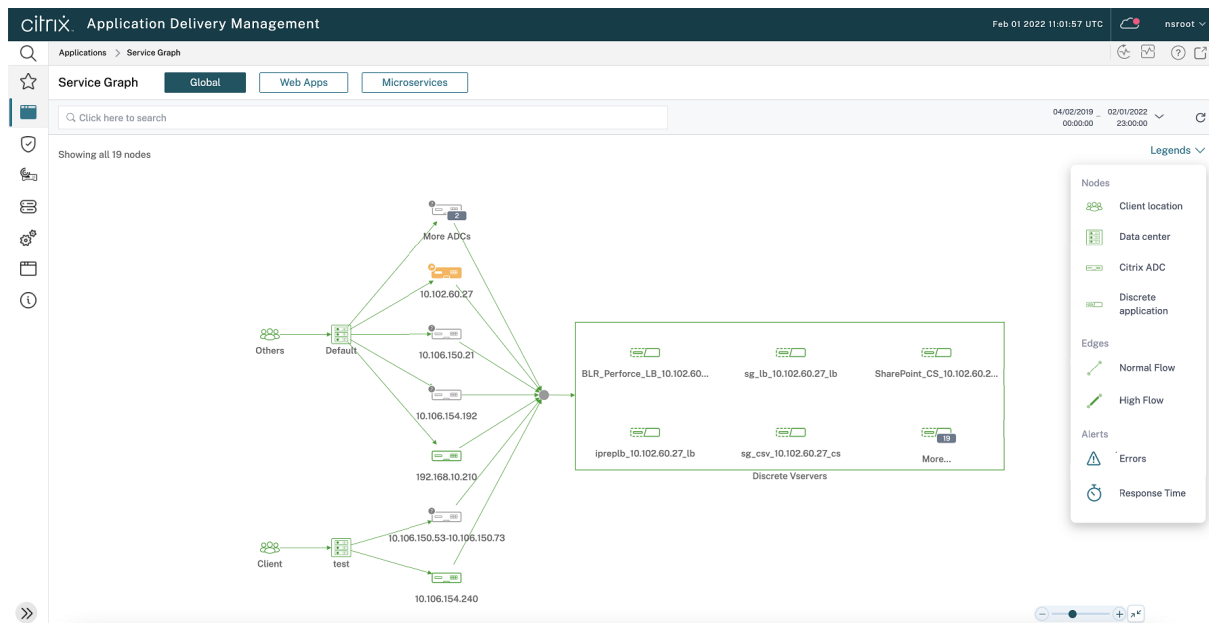 citrix. Application Delivery Management
Feb 01 2022 11:01:57 UTC
nsroot
Applications > Service Graph
Service Graph
Global
Web Apps
Microservices
Click here to search
04/02/2019 00:00:00 – 02/01/2022 23:00:00
Showing all 19 nodes
Legends
Nodes
Client location
Data center
Citrix ADC
Discrete
application
Edges
Normal Flow
High Flow
Alerts
Errors
Response Time
2
More ADCs
10.102.60.27
Others
Default
10.106.150.21
10.106.154.192
192.168.10.210
10.106.150.53-10.106.150.73
Client
test
10.106.154.240
BLR_Perforce_LB_10.102.60...
sg_lb_10.102.60.27_lb
SharePoint_CS_10.102.60.2...
ipreplb_10.102.60.27_lb
sg_csv_10.102.60.27_cs
19
More...
Discrete Vservers